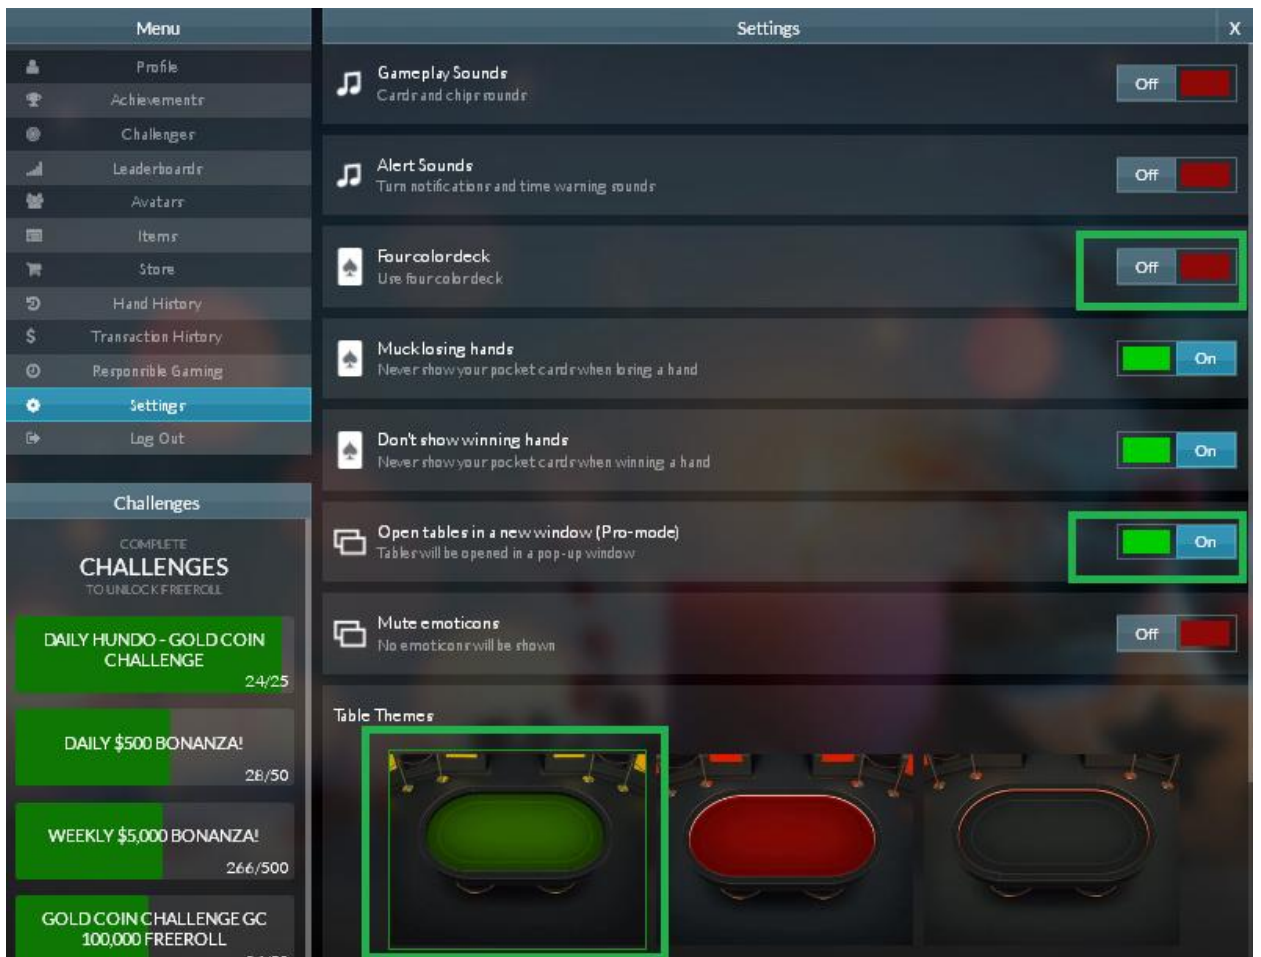 Menu
Profile
Achievements
Challenges
Leaderboards
Avatars
Items
Store
Hand History
Transaction History
Responsible Gaming
Settings
Log Out
Challenges
COMPLETE
CHALLENGES
TO UNLOCK FREEROLL
DAILY HUNDO - GOLD COIN
CHALLENGE
24/25
DAILY $500 BONANZA!
28/50
WEEKLY $5,000 BONANZA!
266/500
GOLD COIN CHALLENGE GC
100,000 FREEROLL
Settings
X
Gameplay Sounds
Cards and chips sounds
Off
Alert Sounds
Turn notifications and time warning sounds
Off
Four color deck
Use four color deck
Off
Muck losing hands
Never show your pocket cards when losing a hand
On
Don't show winning hands
Never show your pocket cards when winning a hand
On
Open tables in a new window (Pro-mode)
Tables will be opened in a pop-up window
On
Mute emoticons
No emoticons will be shown
Off
Table Themes